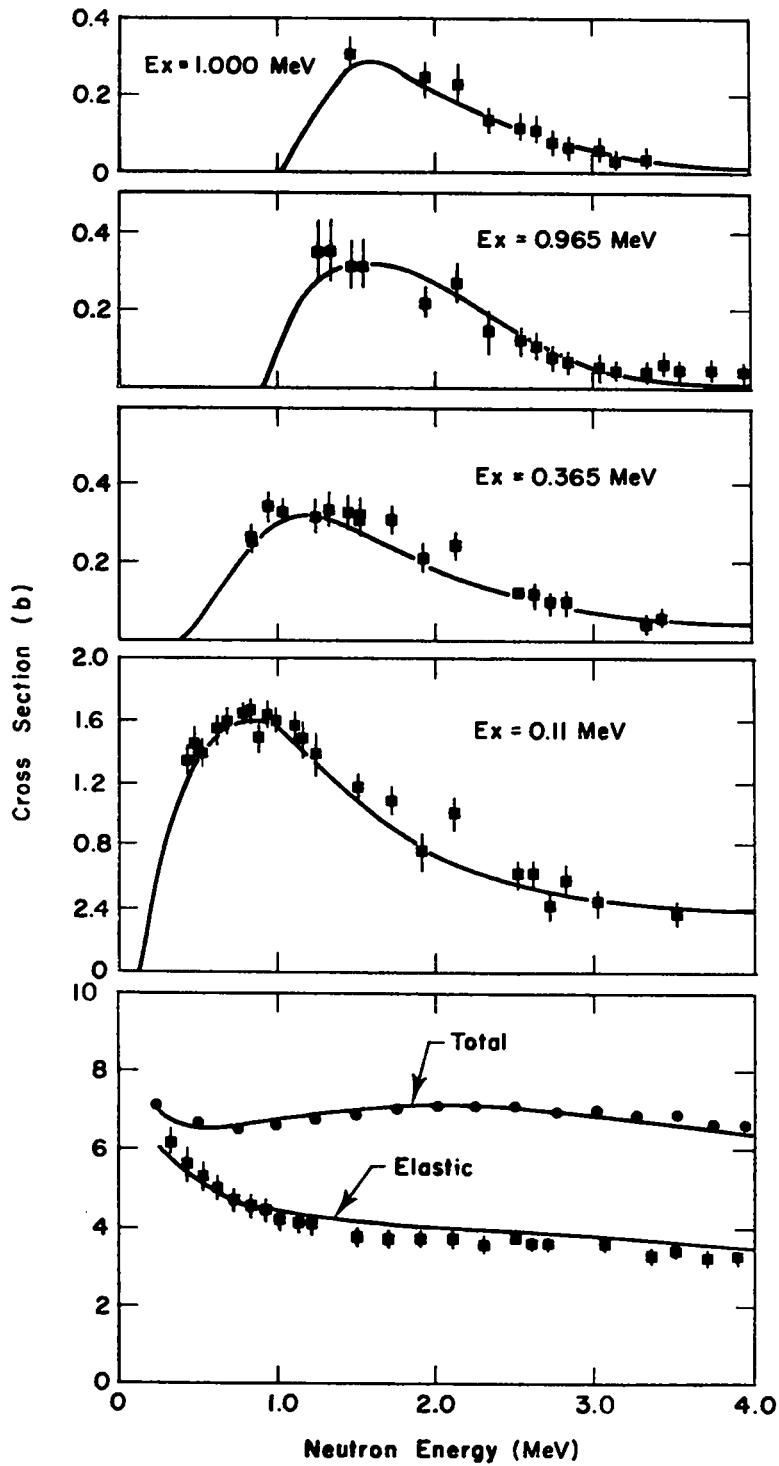 0.4
Ex = 1.000 MeV
0.2
0
0.4
Ex = 0.965 MeV
0.2
0.4
Ex = 0.365 MeV
0.2
Cross Section (b)
2.0
1.6
Ex = 0.11 MeV
1.2
0.8
2.4
0
10
Total
8
6
Elastic
4
2
0
0 1.0 2.0 3.0 4.0
Neutron Energy (MeV)